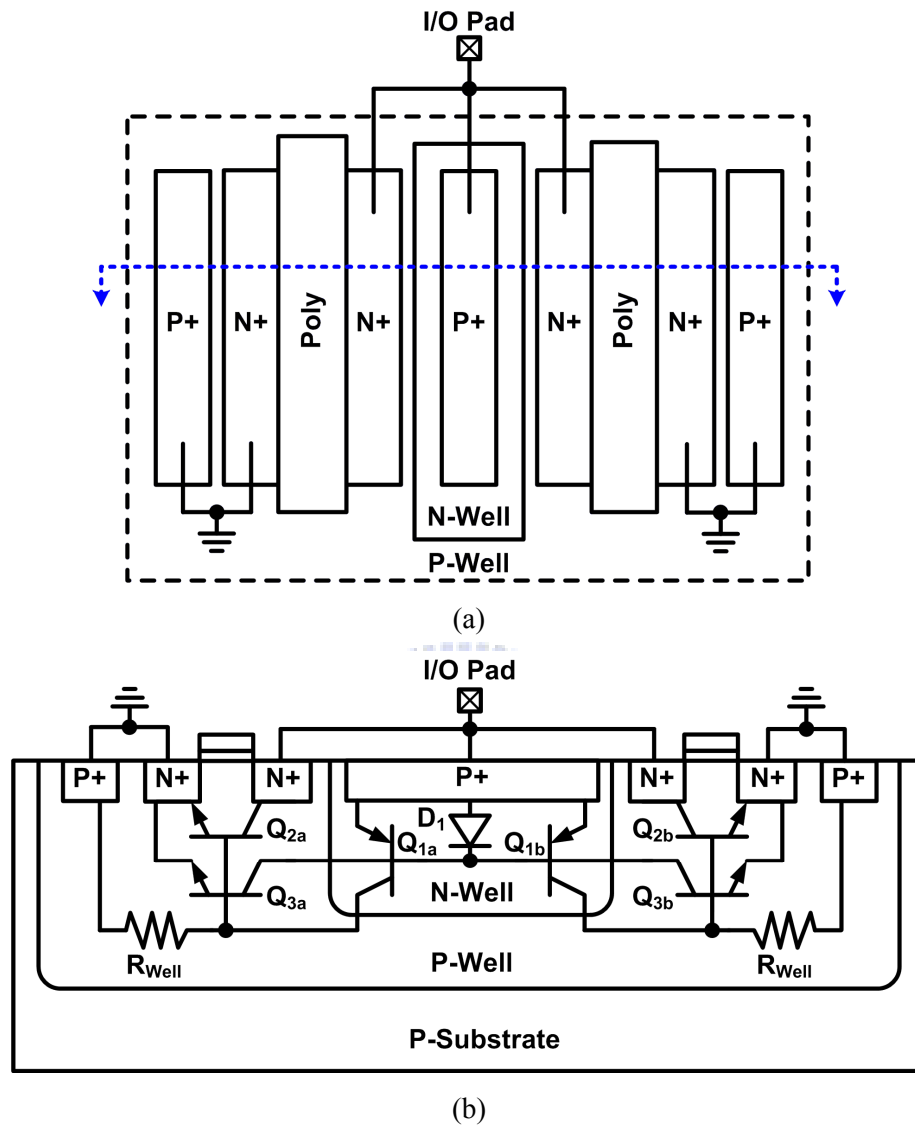 I/O Pad
P+ N+ Poly N+ P+ N+ Poly N+ P+
N-Well
P-Well
(a)
I/O Pad
P+ N+ N+ P+ N+ N+ P+
D1
Q2a Q1a Q1b Q2b
Q3a N-Well Q3b
RWell P-Well RWell
P-Substrate
(b)